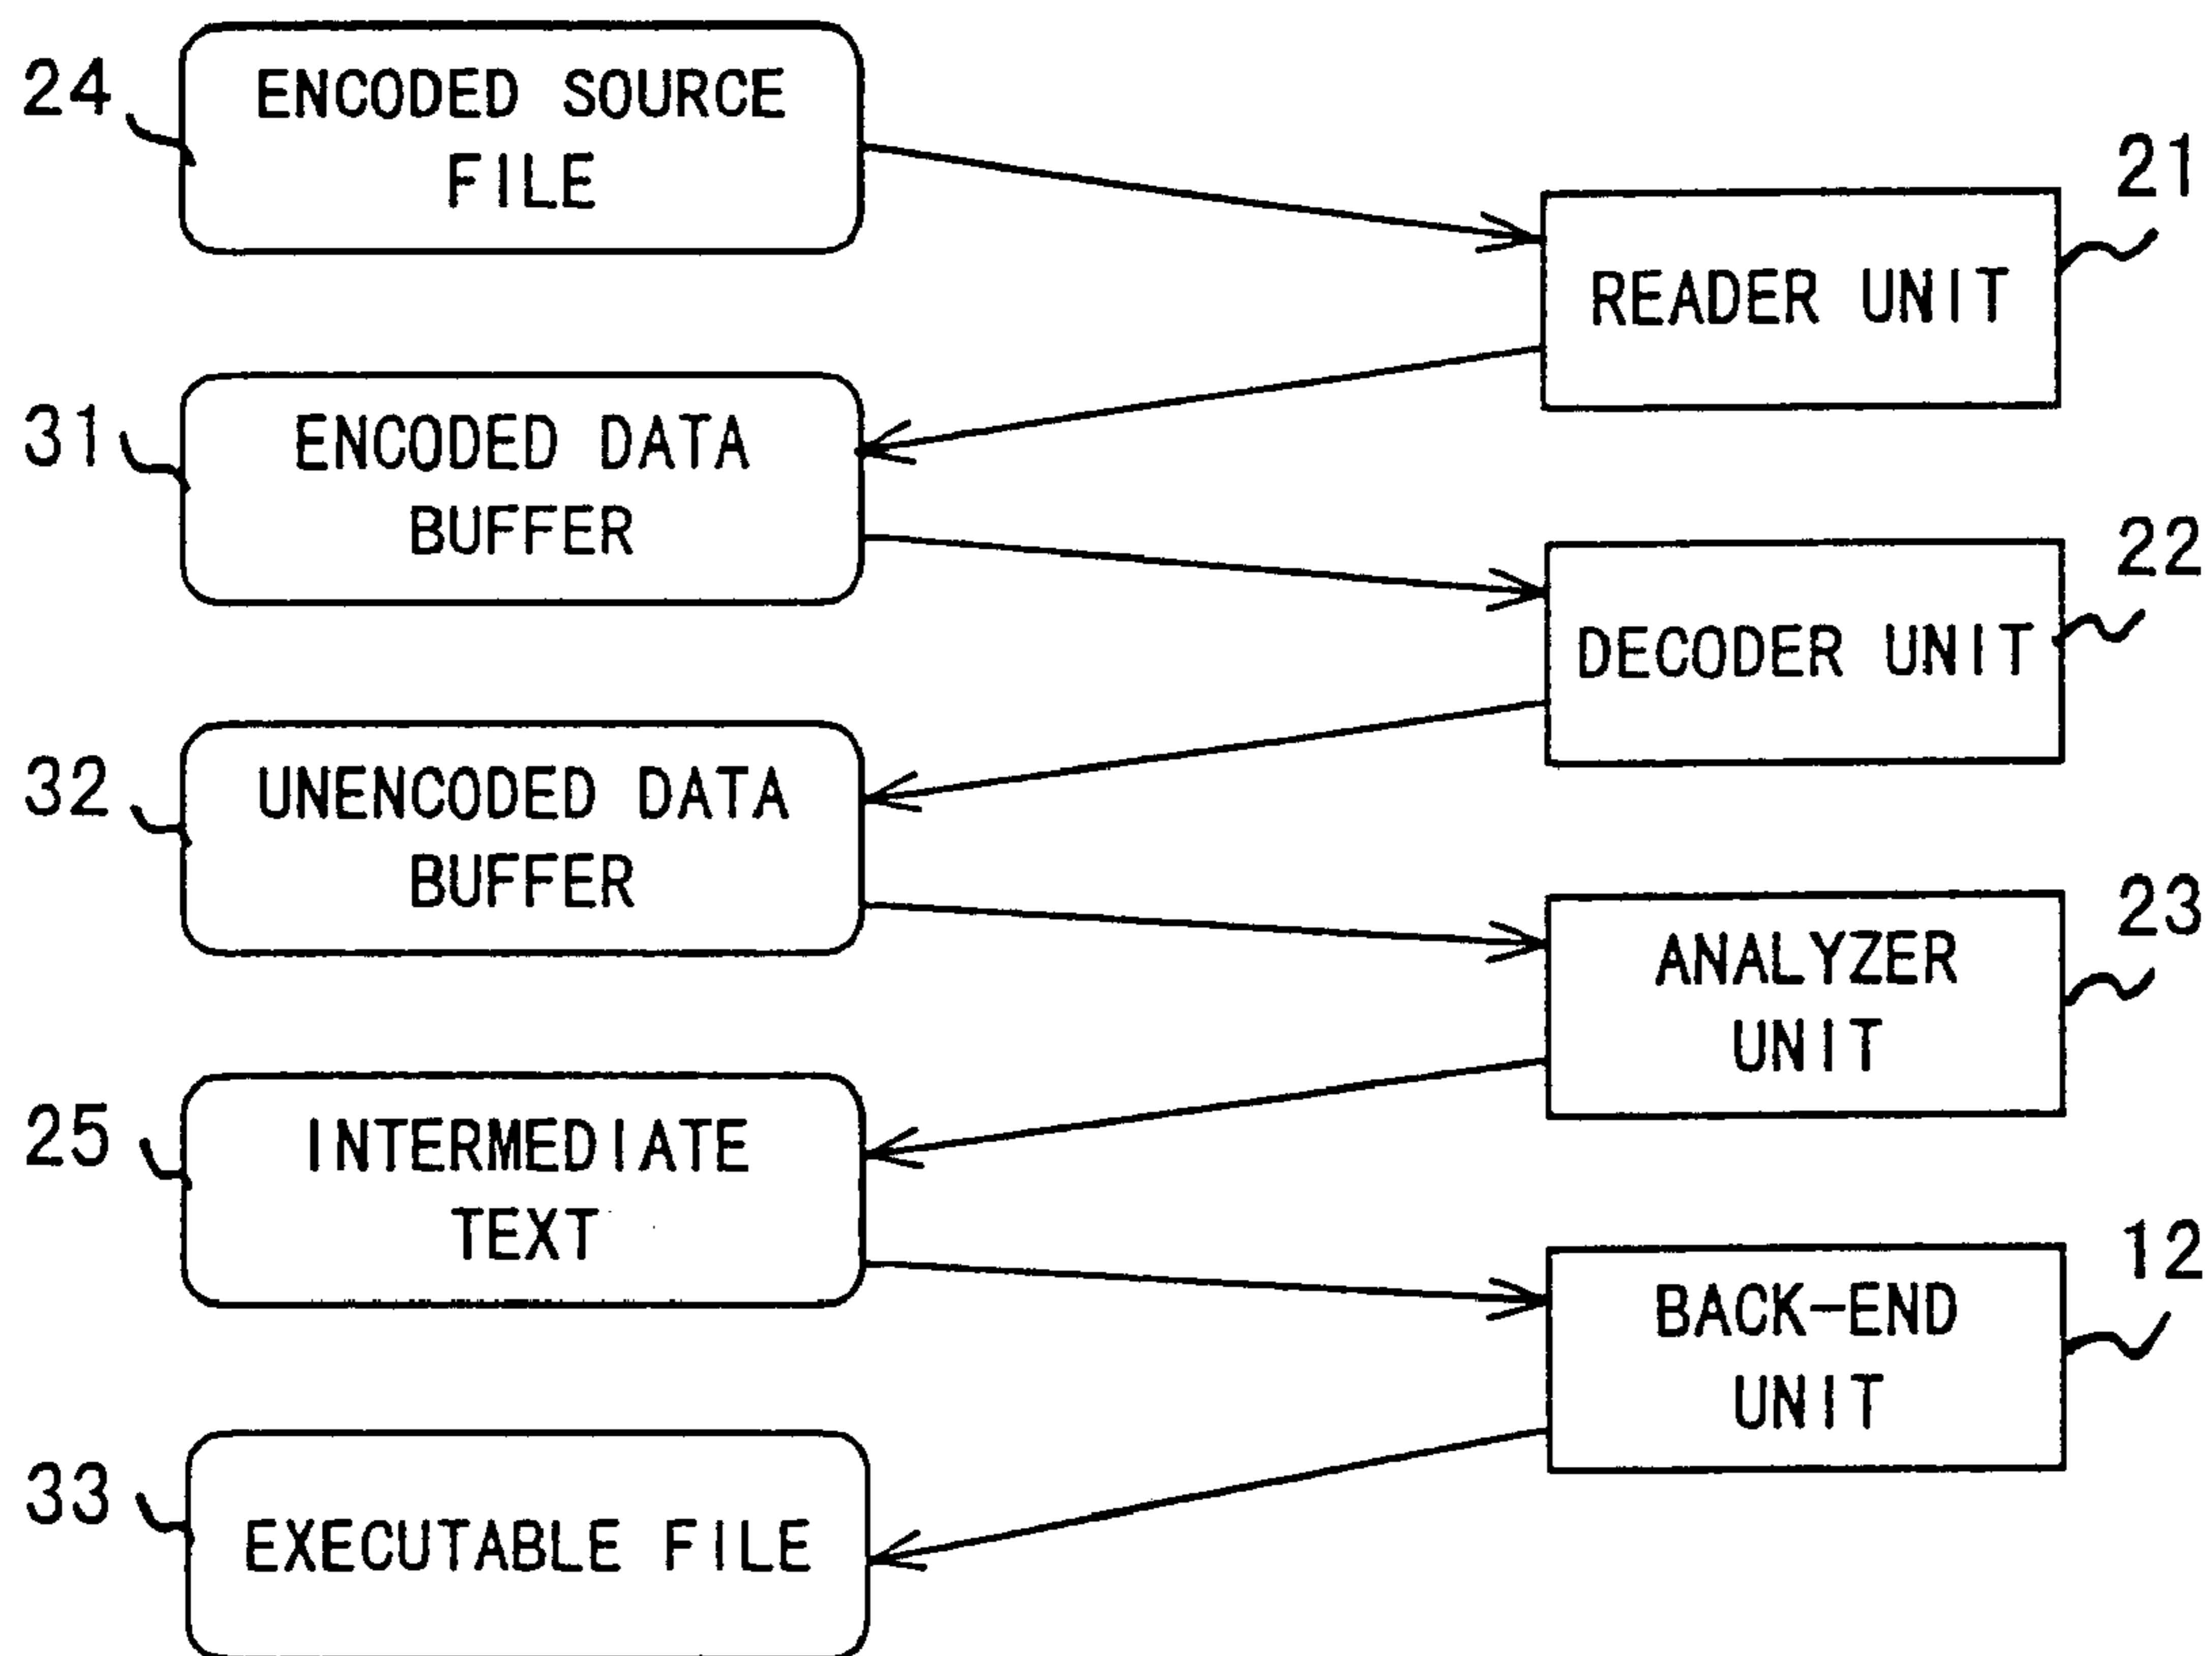 24
ENCODED SOURCE
FILE
21
READER UNIT
31
ENCODED DATA
BUFFER
22
DECODER UNIT
32
UNENCODED DATA
BUFFER
23
ANALYZER
UNIT
25
INTERMEDIATE
TEXT
12
BACK-END
UNIT
33
EXECUTABLE FILE